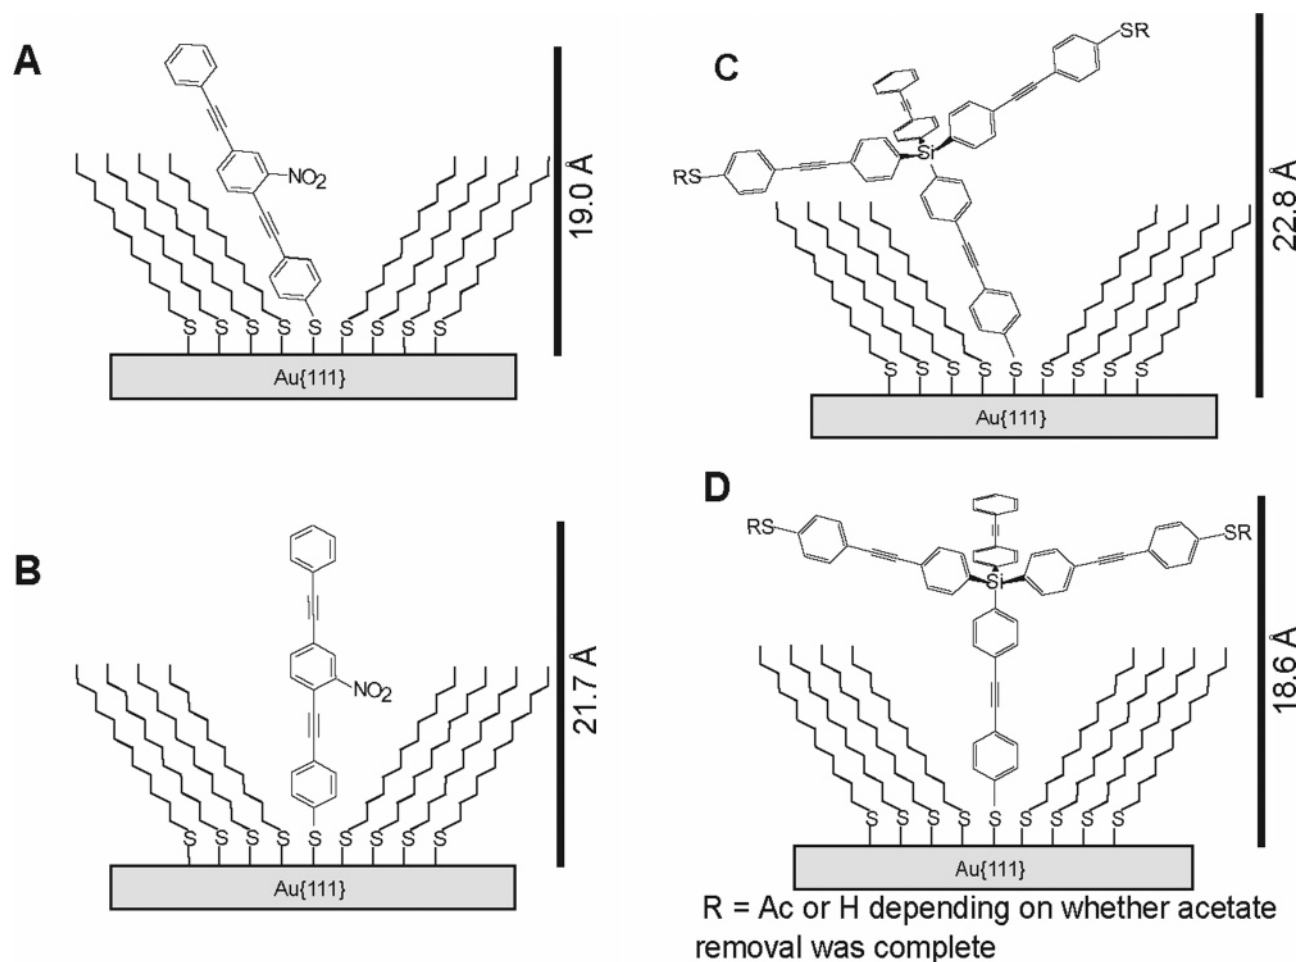 A
NO2
19.0 Å
S S S S S S S S S
Au{111}
B
NO2
21.7 Å
S S S S S S S S S
Au{111}
C
SR
Si
RS
22.8 Å
S S S S S S S S S
Au{111}
D
RS
SR
Si
18.6 Å
S S S S S S S S S
Au{111}
R = Ac or H depending on whether acetate
removal was complete